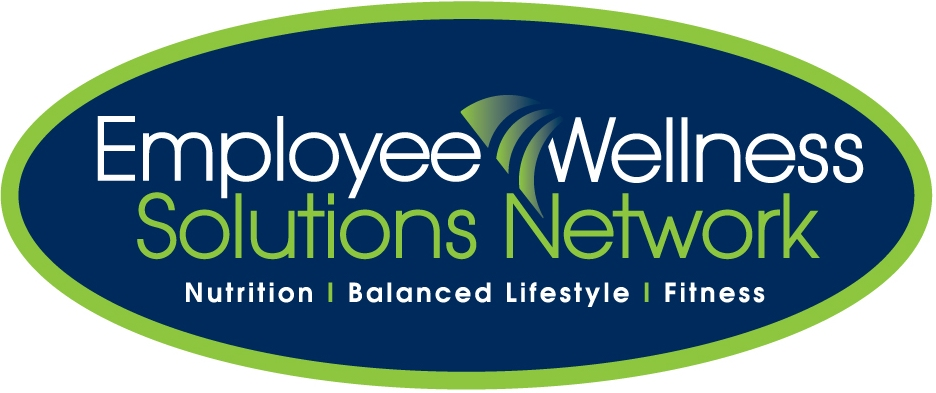 Employee Wellness
Solutions Network
Nutrition | Balanced Lifestyle | Fitness